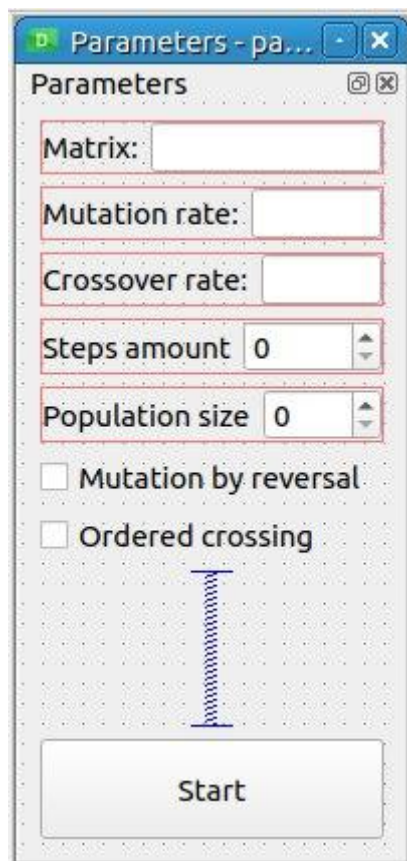 D Parameters - pa...
Parameters
Matrix:
Mutation rate:
Crossover rate:
Steps amount 0
Population size 0
Mutation by reversal
Ordered crossing
Start